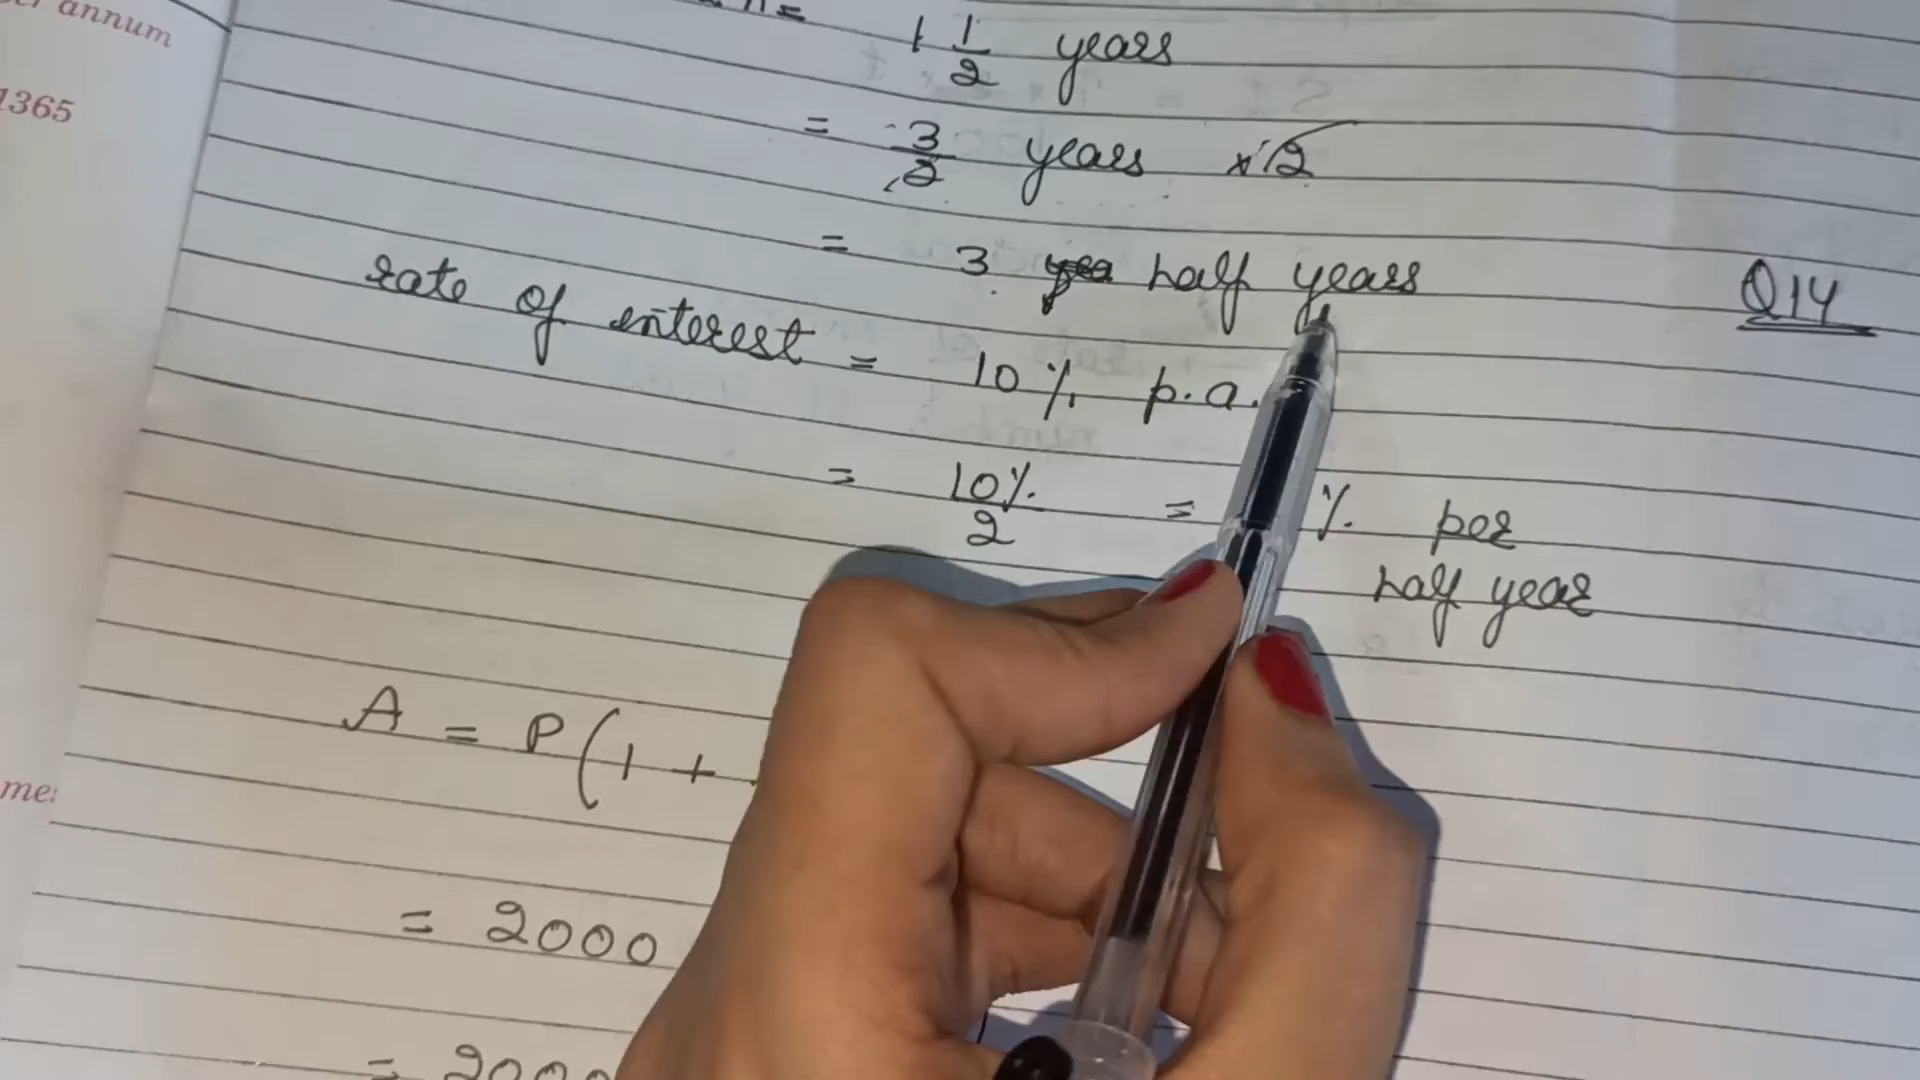 annum
1365
n =
1 1/2 years
= 3/2 years × 2
= 3 half years
Q14
rate of interest = 10% p.a.
= 10%/2 = % per
half year
A = P(1 +
me:
= 2000
= 2000